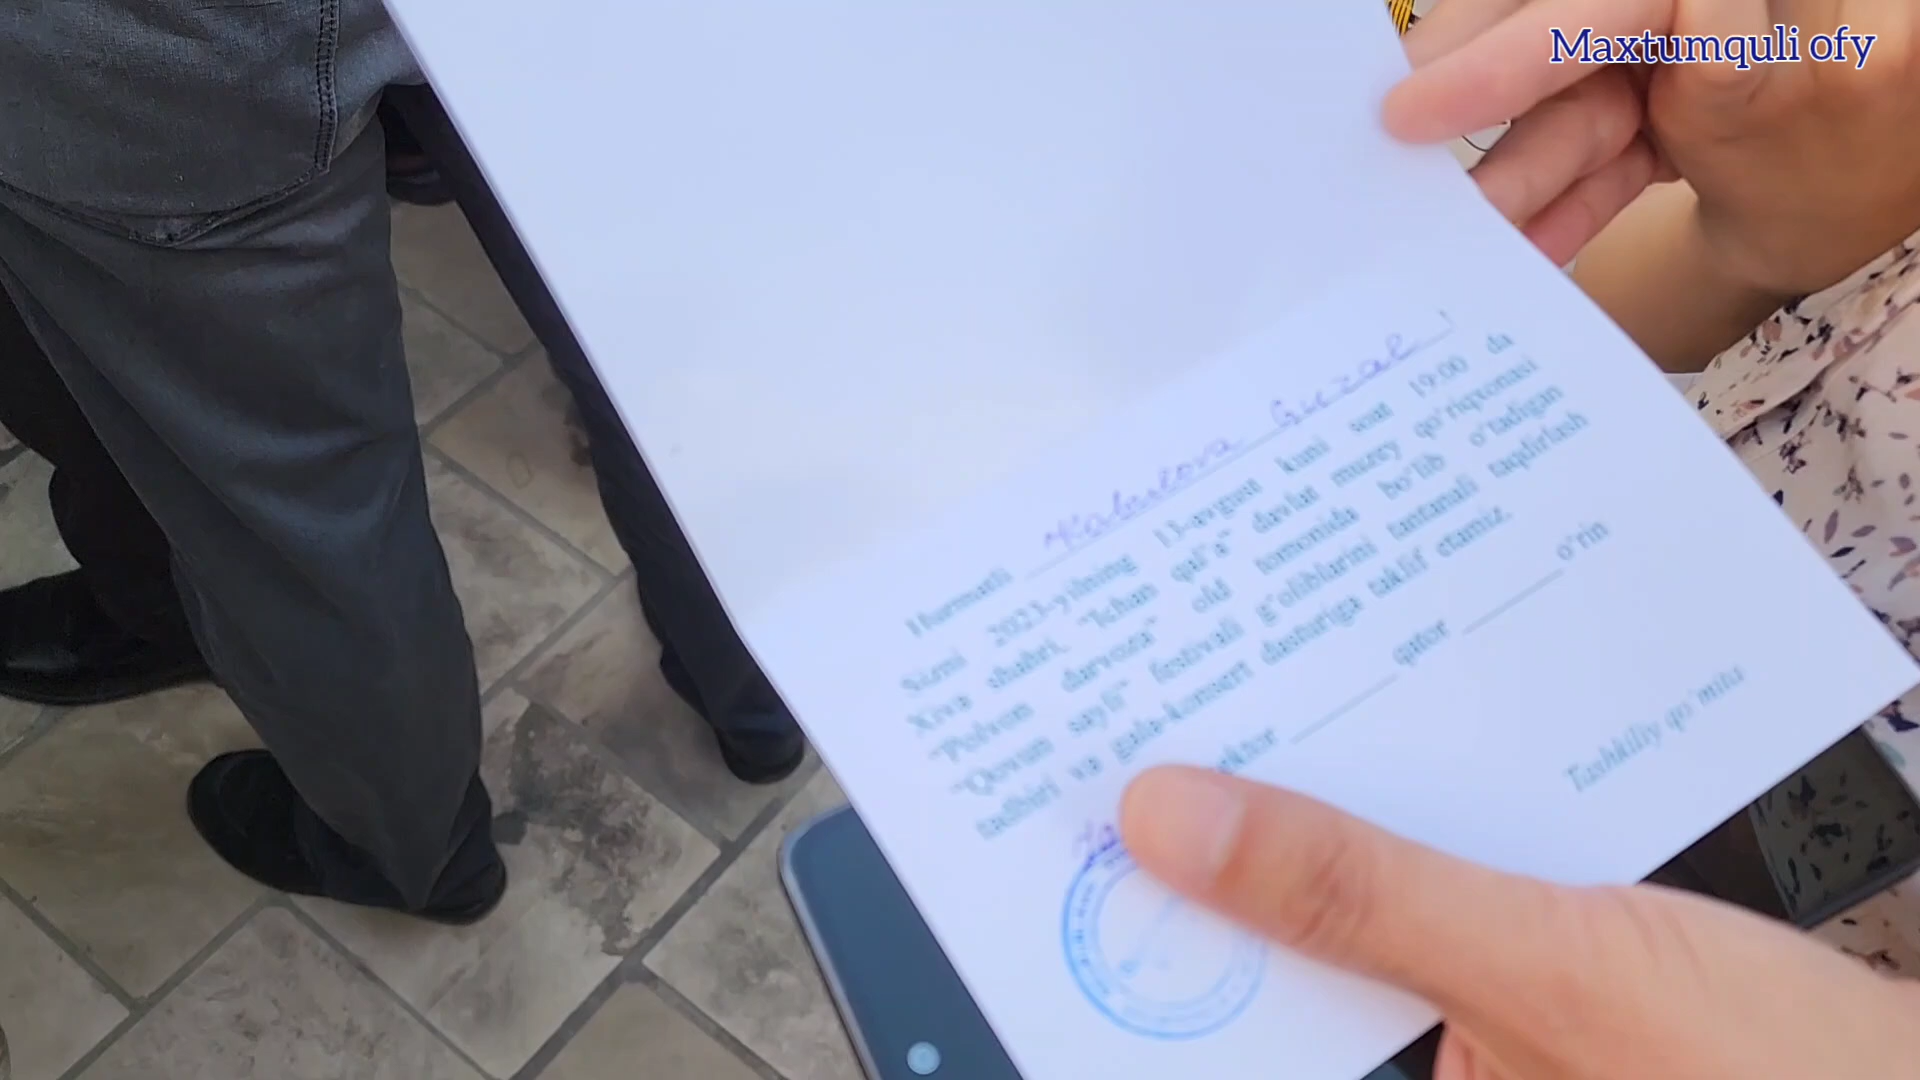 Maxtumquli ofy
Hurmatli Guzal
Sizni 2023-yilning 13-avgust kuni soat 19:00 da
Xiva shahri, "Ichan qal'a" davlat muzey qo'riqxonasi
"Polvon darvoza" old tomonida bo'lib o'tadigan
"Qovun sayli" festivali g'oliblarini tantanali taqdirlash
tadbiri va gala-konsert dasturiga taklif etamiz.
qator o'rin
Tashkiliy qo'mita